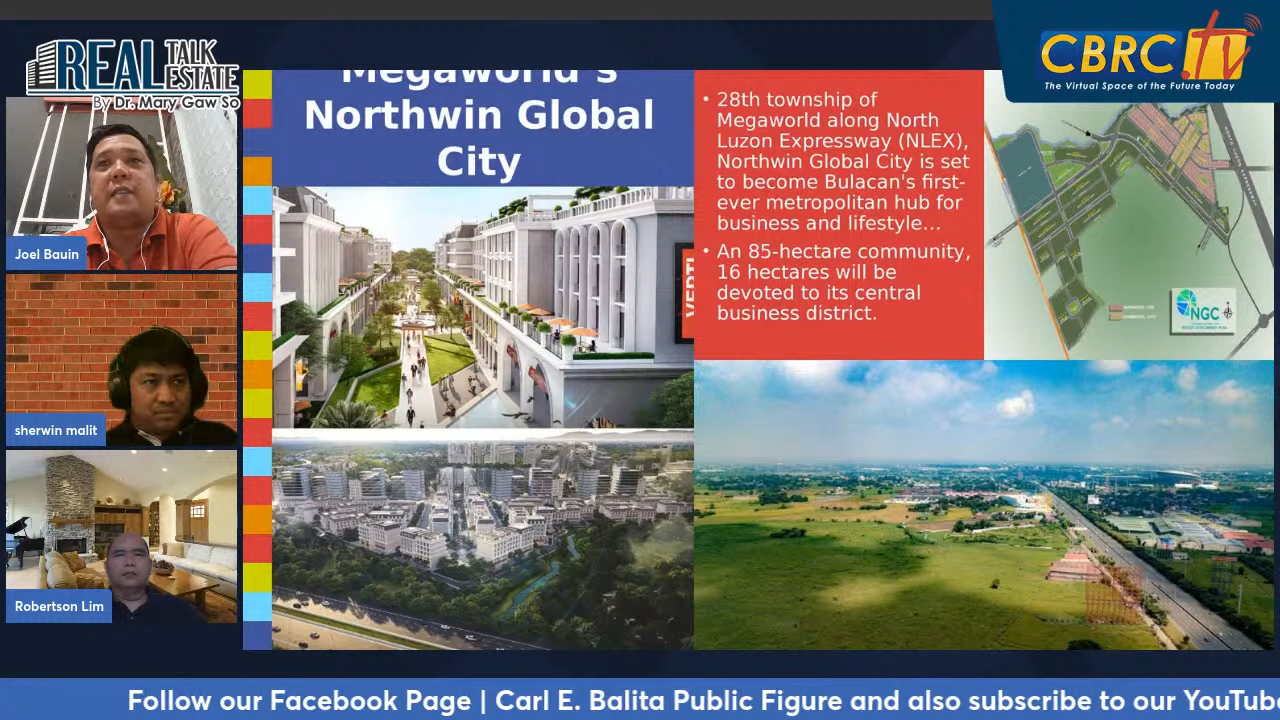 REAL TALK ESTATE
By Dr. Mary Gaw So
CBRC.tv
The Virtual Space of the Future Today
Megaworld's
Northwin Global
City
• 28th township of
Megaworld along North
Luzon Expressway (NLEX),
Northwin Global City is set
to become Bulacan's first-
ever metropolitan hub for
business and lifestyle...
• An 85-hectare community,
16 hectares will be
devoted to its central
business district.
NGC
Joel Bauin
sherwin malit
Robertson Lim
Follow our Facebook Page | Carl E. Balita Public Figure and also subscribe to our YouTub